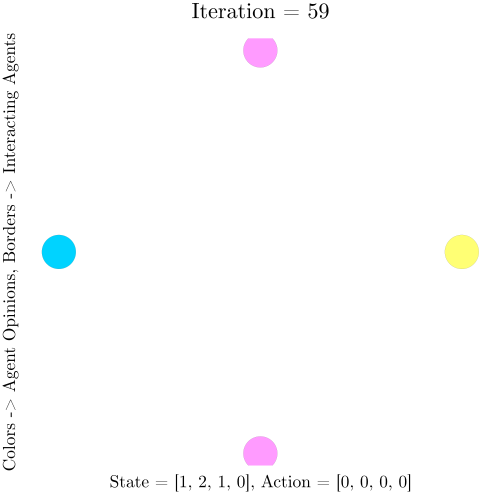 Iteration = 59
Colors -> Agent Opinions, Borders -> Interacting Agents
State = [1, 2, 1, 0], Action = [0, 0, 0, 0]